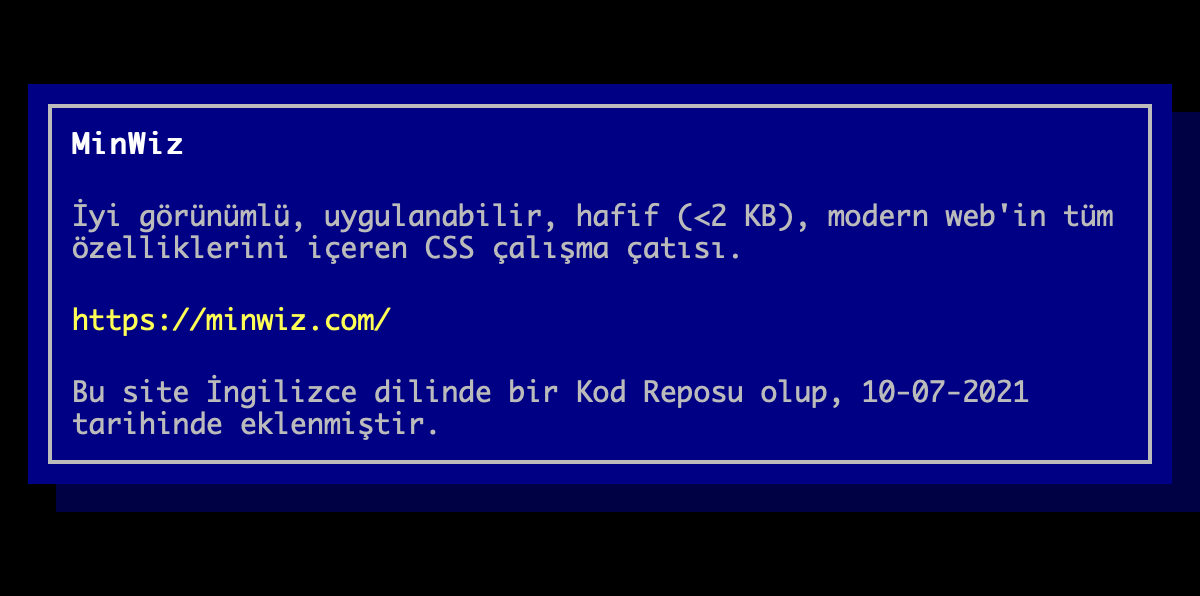 MinWiz
İyi görünümlü, uygulanabilir, hafif (<2 KB), modern web'in tüm
özelliklerini içeren CSS çalışma çatısı.
https://minwiz.com/
Bu site İngilizce dilinde bir Kod Reposu olup, 10-07-2021
tarihinde eklenmiştir.